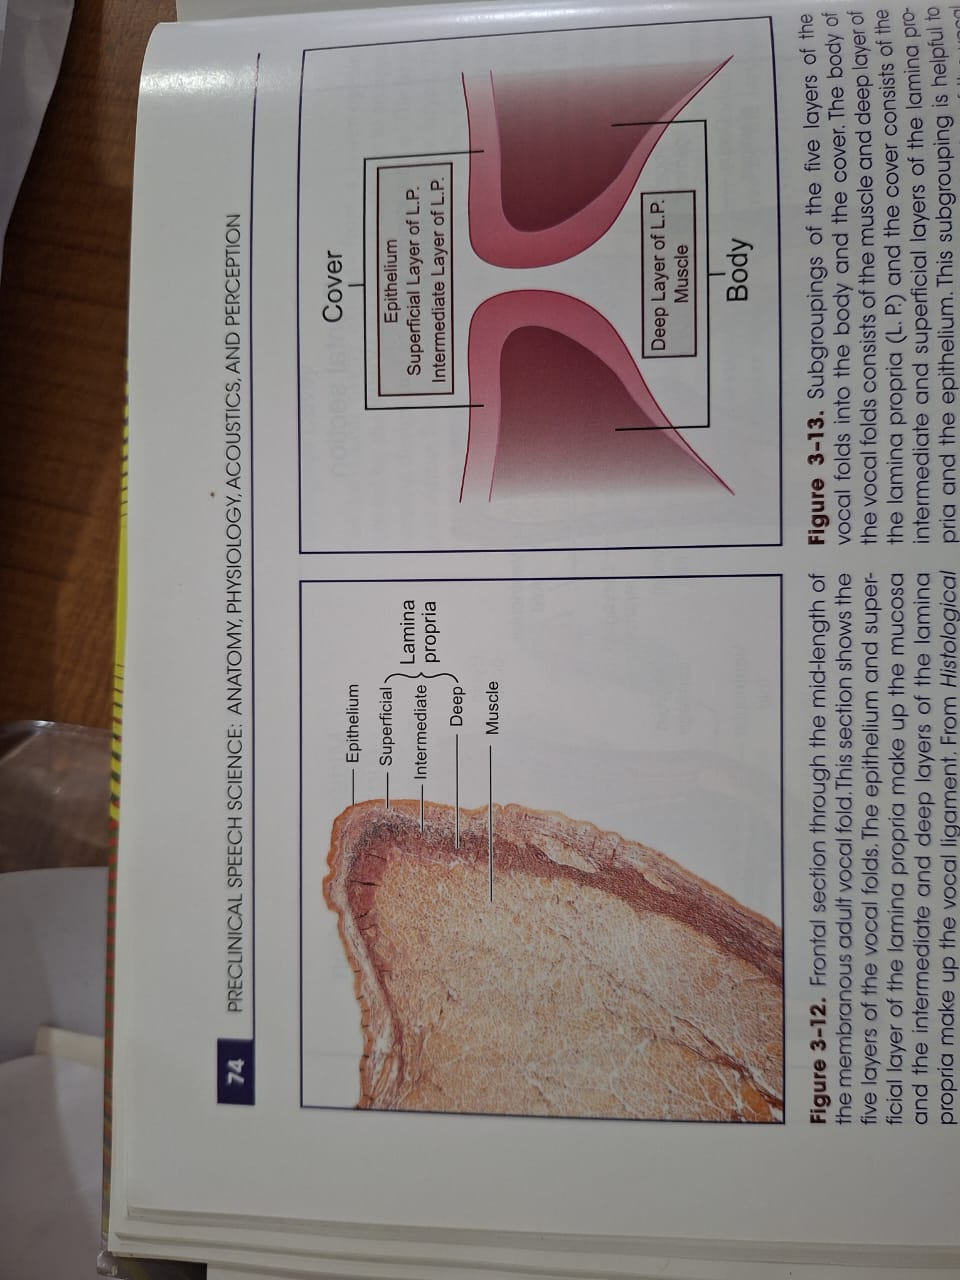 74
PRECLINICAL SPEECH SCIENCE: ANATOMY, PHYSIOLOGY, ACOUSTICS, AND PERCEPTION
Epithelium
Superficial
Intermediate
Deep
Lamina
propria
Muscle
Figure 3-12. Frontal section through the mid-length of
the membranous adult vocal fold. This section shows the
five layers of the vocal folds. The epithelium and super-
ficial layer of the lamina propria make up the mucosa
and the intermediate and deep layers of the lamina
propria make up the vocal ligament. From Histological
Cover
Epithelium
Superficial Layer of L.P.
Intermediate Layer of L.P.
Deep Layer of L.P.
Muscle
Body
Figure 3-13. Subgroupings of the five layers of the
vocal folds into the body and the cover. The body of
the vocal folds consists of the muscle and deep layer of
the lamina propria (L. P.) and the cover consists of the
intermediate and superficial layers of the lamina pro-
pria and the epithelium. This subgrouping is helpful to